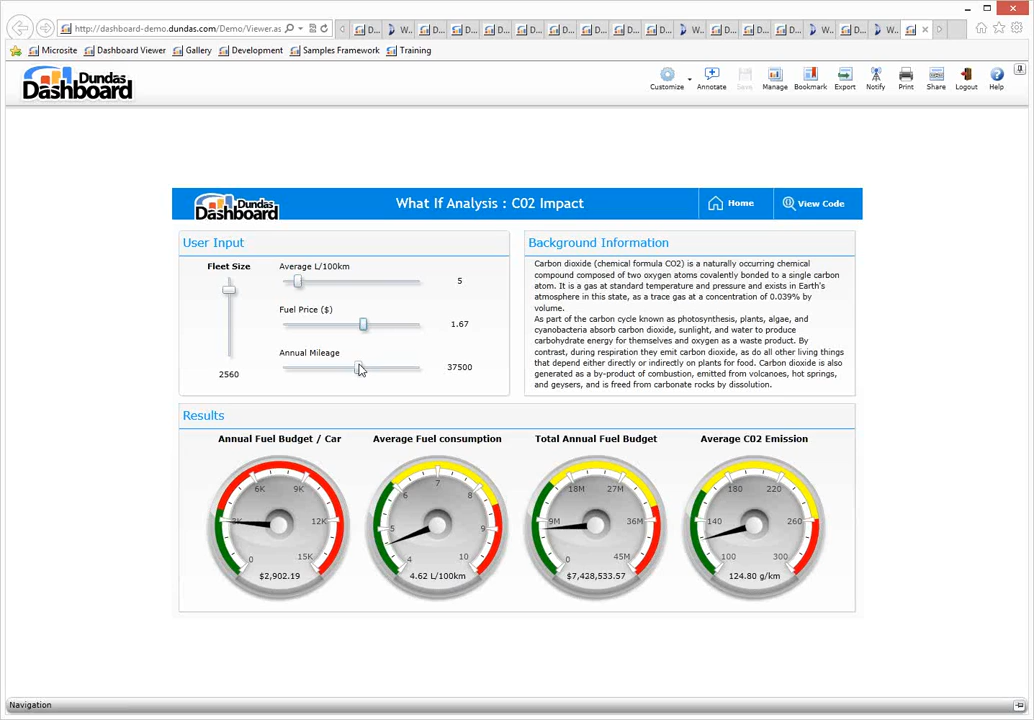 http://dashboard-demo.dundas.com/Demo/Viewer.as
D...
W..
D...
D...
D...
D...
D...
D...
D...
D...
W..
D...
D...
D...
W..
D...
W..
Microsite
Dashboard Viewer
Gallery
Development
Samples Framework
Training
Dundas
Dashboard
Customize
Annotate
Save
Manage
Bookmark
Export
Notify
Print
Share
Logout
Help
Dundas
Dashboard
What If Analysis : C02 Impact
Home
View Code
User Input
Fleet Size
2560
Average L/100km
5
Fuel Price ($)
1.67
Annual Mileage
37500
Background Information
Carbon dioxide (chemical formula CO2) is a naturally occurring chemical
compound composed of two oxygen atoms covalently bonded to a single carbon
atom. It is a gas at standard temperature and pressure and exists in Earth's
atmosphere in this state, as a trace gas at a concentration of 0.039% by
volume.
As part of the carbon cycle known as photosynthesis, plants, algae, and
cyanobacteria absorb carbon dioxide, sunlight, and water to produce
carbohydrate energy for themselves and oxygen as a waste product. By
contrast, during respiration they emit carbon dioxide, as do all other living things
that depend either directly or indirectly on plants for food. Carbon dioxide is also
generated as a by-product of combustion, emitted from volcanoes, hot springs,
and geysers, and is freed from carbonate rocks by dissolution.
Results
Annual Fuel Budget / Car
0
3K
6K
9K
12K
15K
$2,902.19
Average Fuel consumption
4
5
6
7
8
9
10
4.62 L/100km
Total Annual Fuel Budget
0
9M
18M
27M
36M
45M
$7,428,533.57
Average C02 Emission
100
140
180
220
260
300
124.80 g/km
Navigation